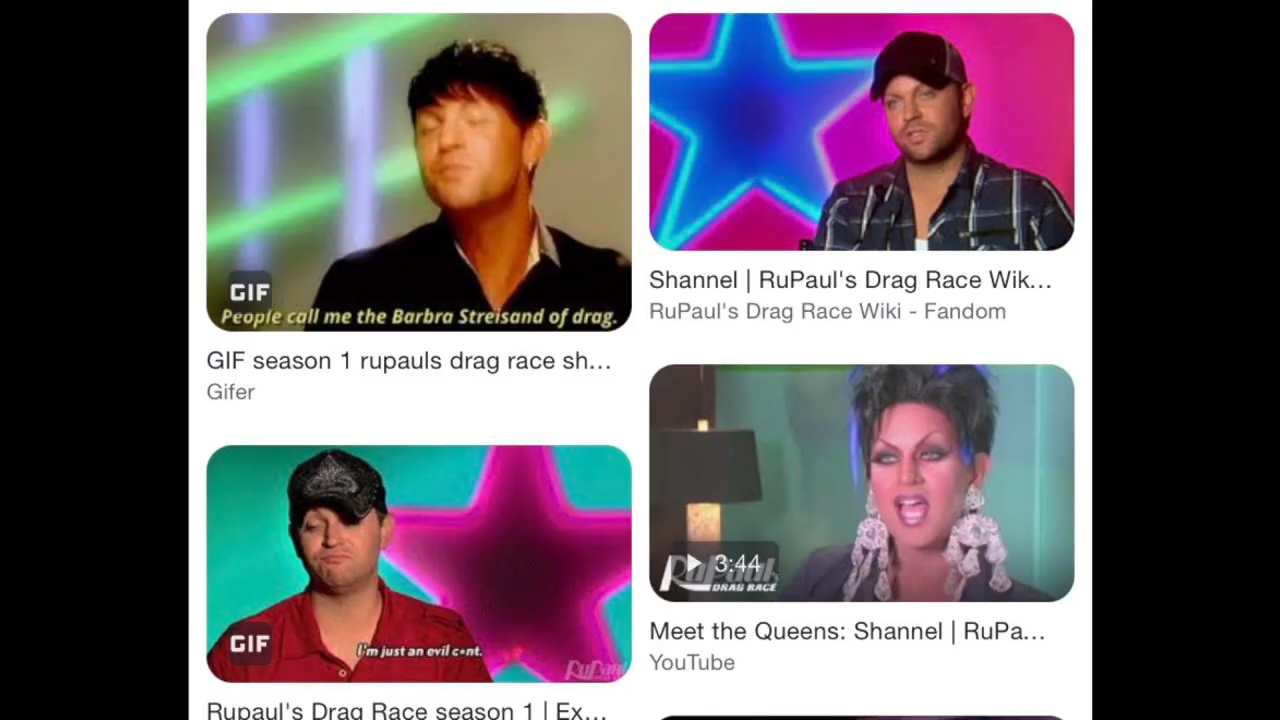 GIF
People call me the Barbra Streisand of drag.
GIF season 1 rupauls drag race sh...
Gifer
GIF
I'm just an evil c*nt.
RuPaul
Rupaul's Drag Race season 1 | Ex...
Shannel | RuPaul's Drag Race Wik...
RuPaul's Drag Race Wiki - Fandom
3:44
RuPaul's
DRAG RACE
Meet the Queens: Shannel | RuPa...
YouTube